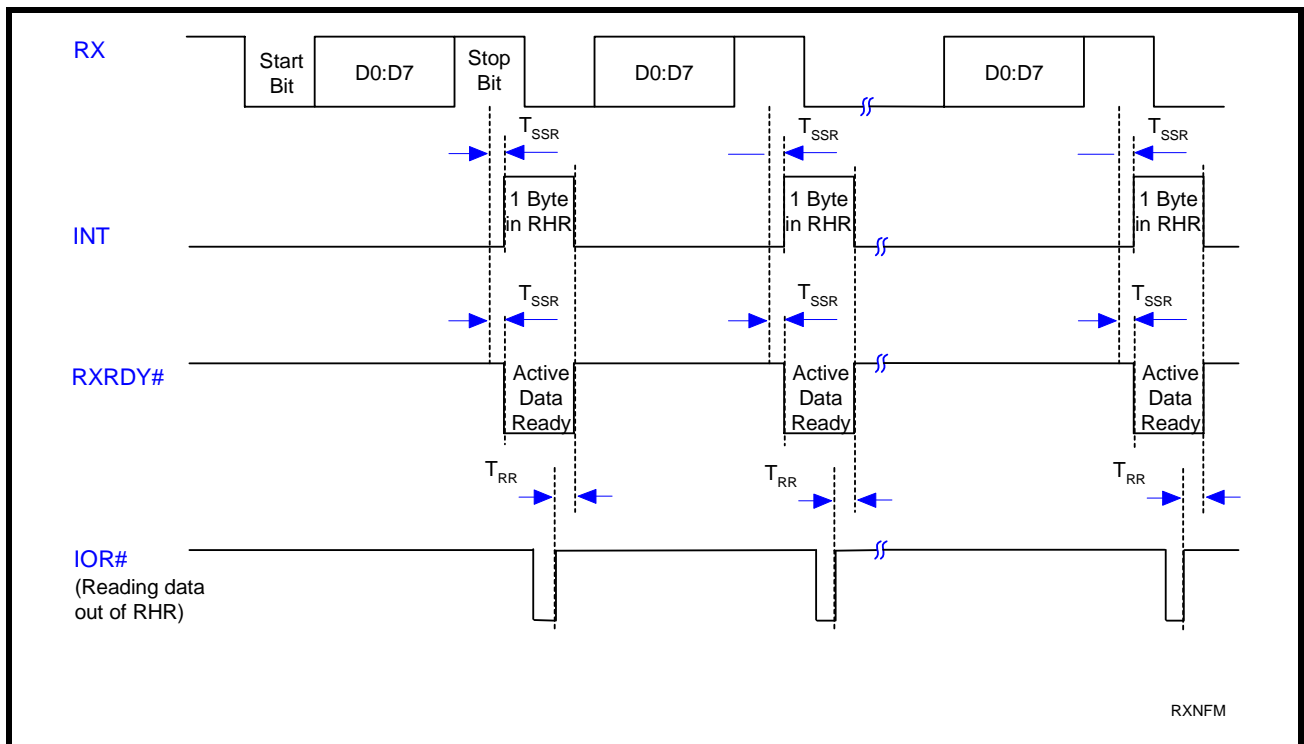 RX
Start
Bit
D0:D7
Stop
Bit
D0:D7
D0:D7
TSSR
TSSR
TSSR
INT
1 Byte
in RHR
1 Byte
in RHR
1 Byte
in RHR
TSSR
TSSR
TSSR
RXRDY#
Active
Data
Ready
Active
Data
Ready
Active
Data
Ready
TRR
TRR
TRR
IOR#
(Reading data
out of RHR)
RXNFM